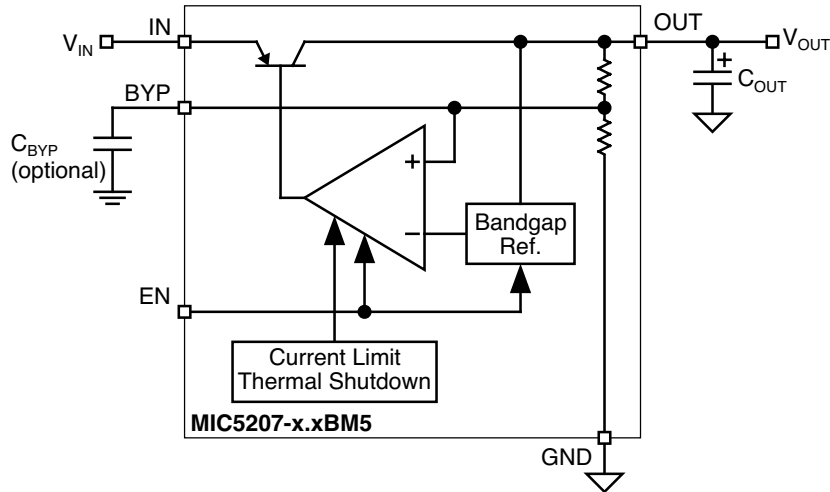 IN
OUT
V_IN
V_OUT
+
C_OUT
BYP
C_BYP
(optional)
+
−
Bandgap
Ref.
EN
Current Limit
Thermal Shutdown
MIC5207-x.xBM5
GND